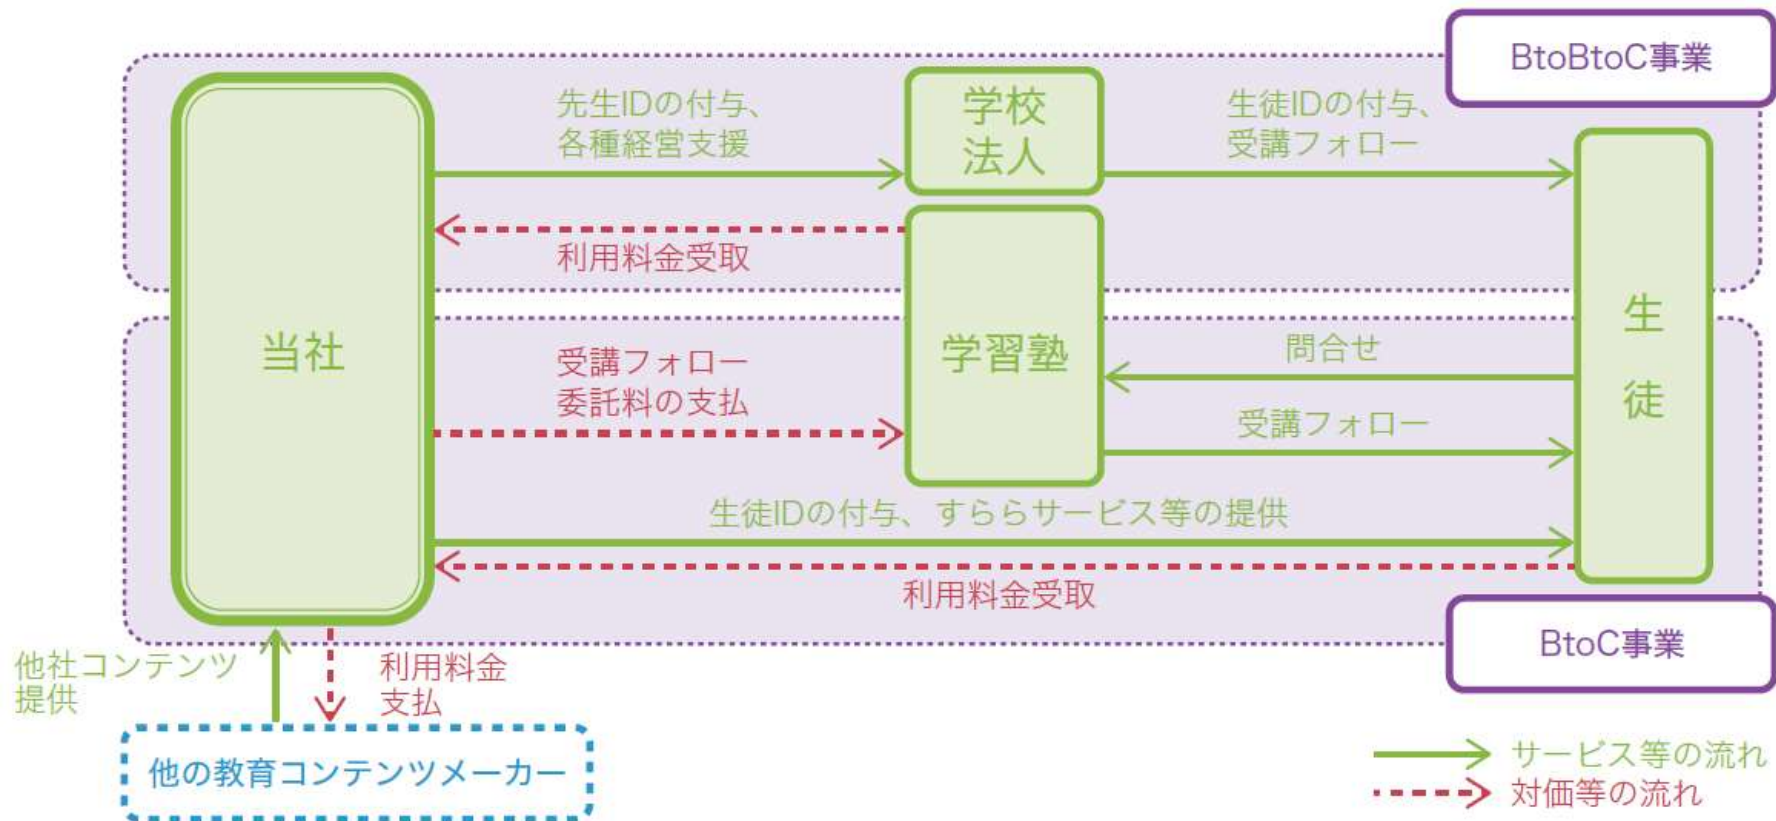 BtoBtoC事業
先生IDの付与、
各種経営支援
学校
法人
生徒IDの付与、
受講フォロー
利用料金受取
当社
受講フォロー
委託料の支払
学習塾
問合せ
受講フォロー
生
徒
生徒IDの付与、すららサービス等の提供
利用料金受取
BtoC事業
他社コンテンツ
提供
利用料金
支払
他の教育コンテンツメーカー
サービス等の流れ
対価等の流れ